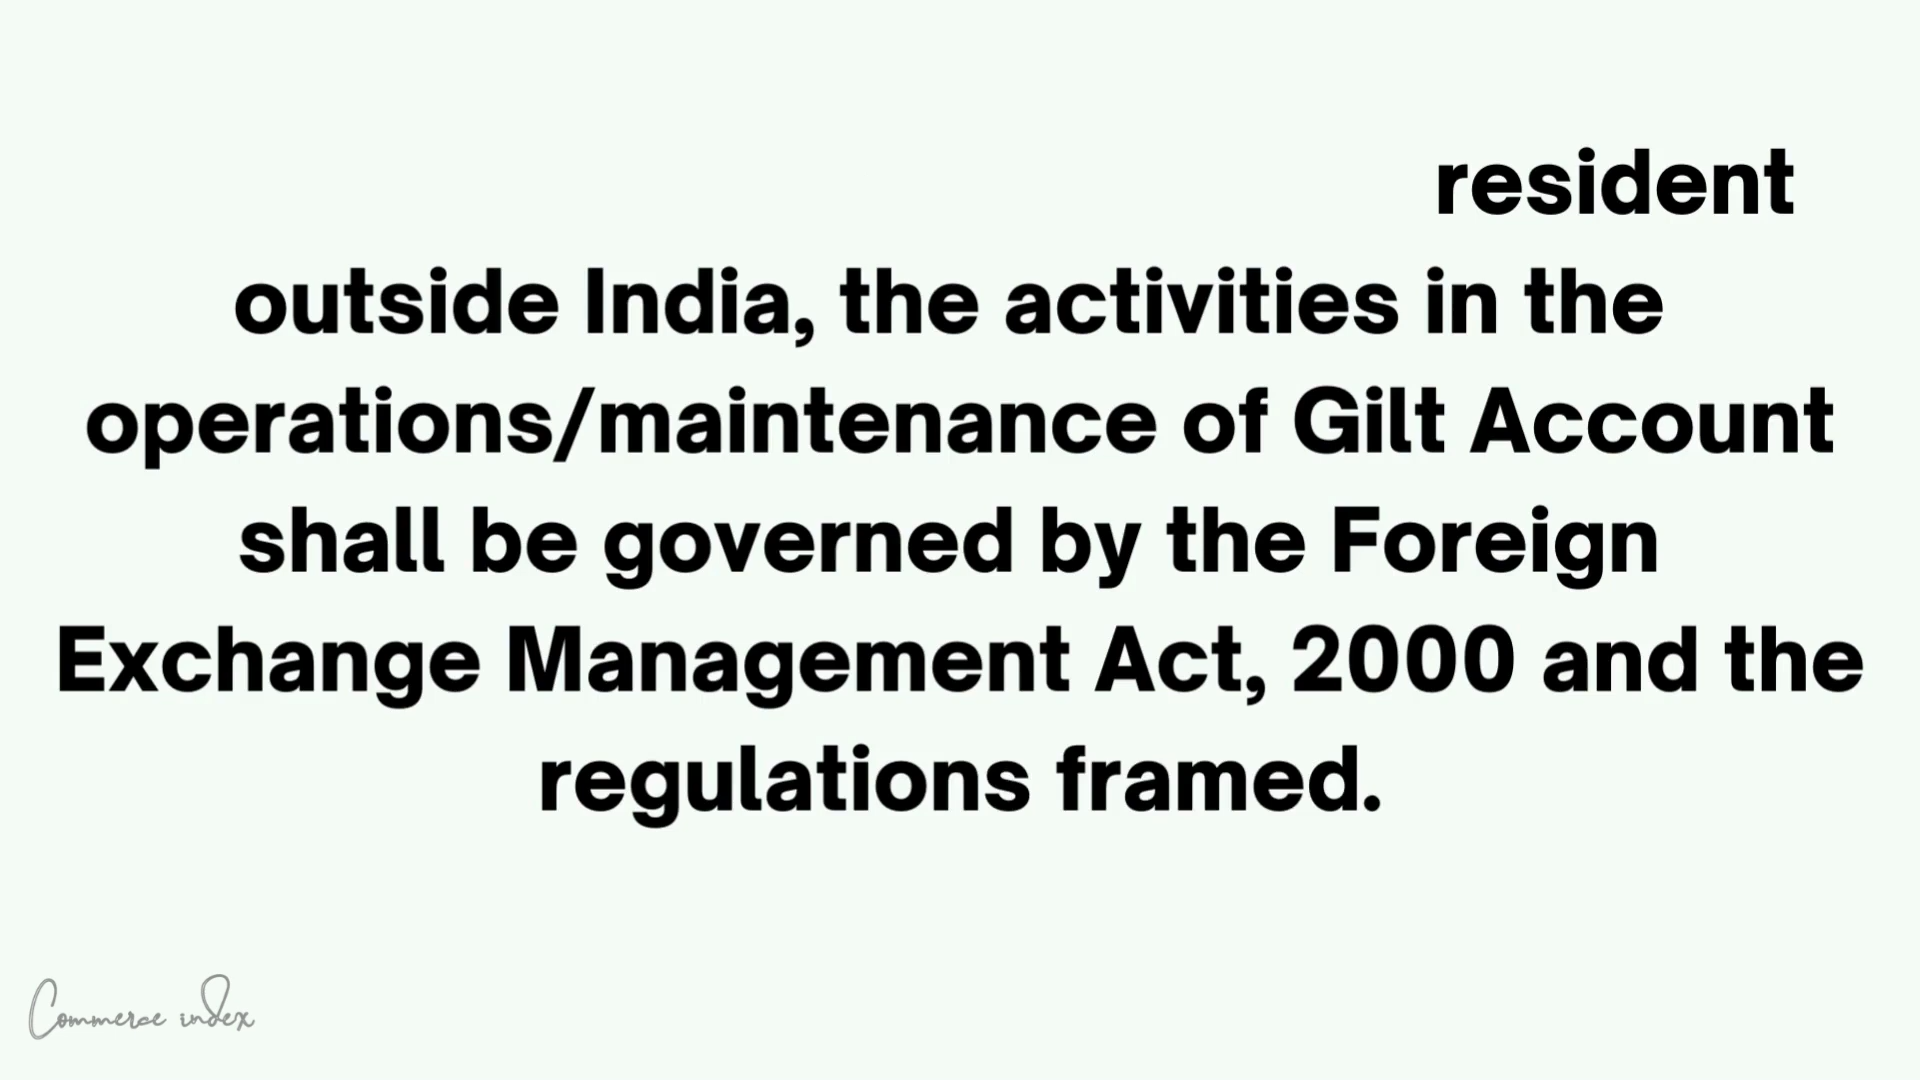 resident
outside India, the activities in the
operations/maintenance of Gilt Account
shall be governed by the Foreign
Exchange Management Act, 2000 and the
regulations framed.
Commerce index